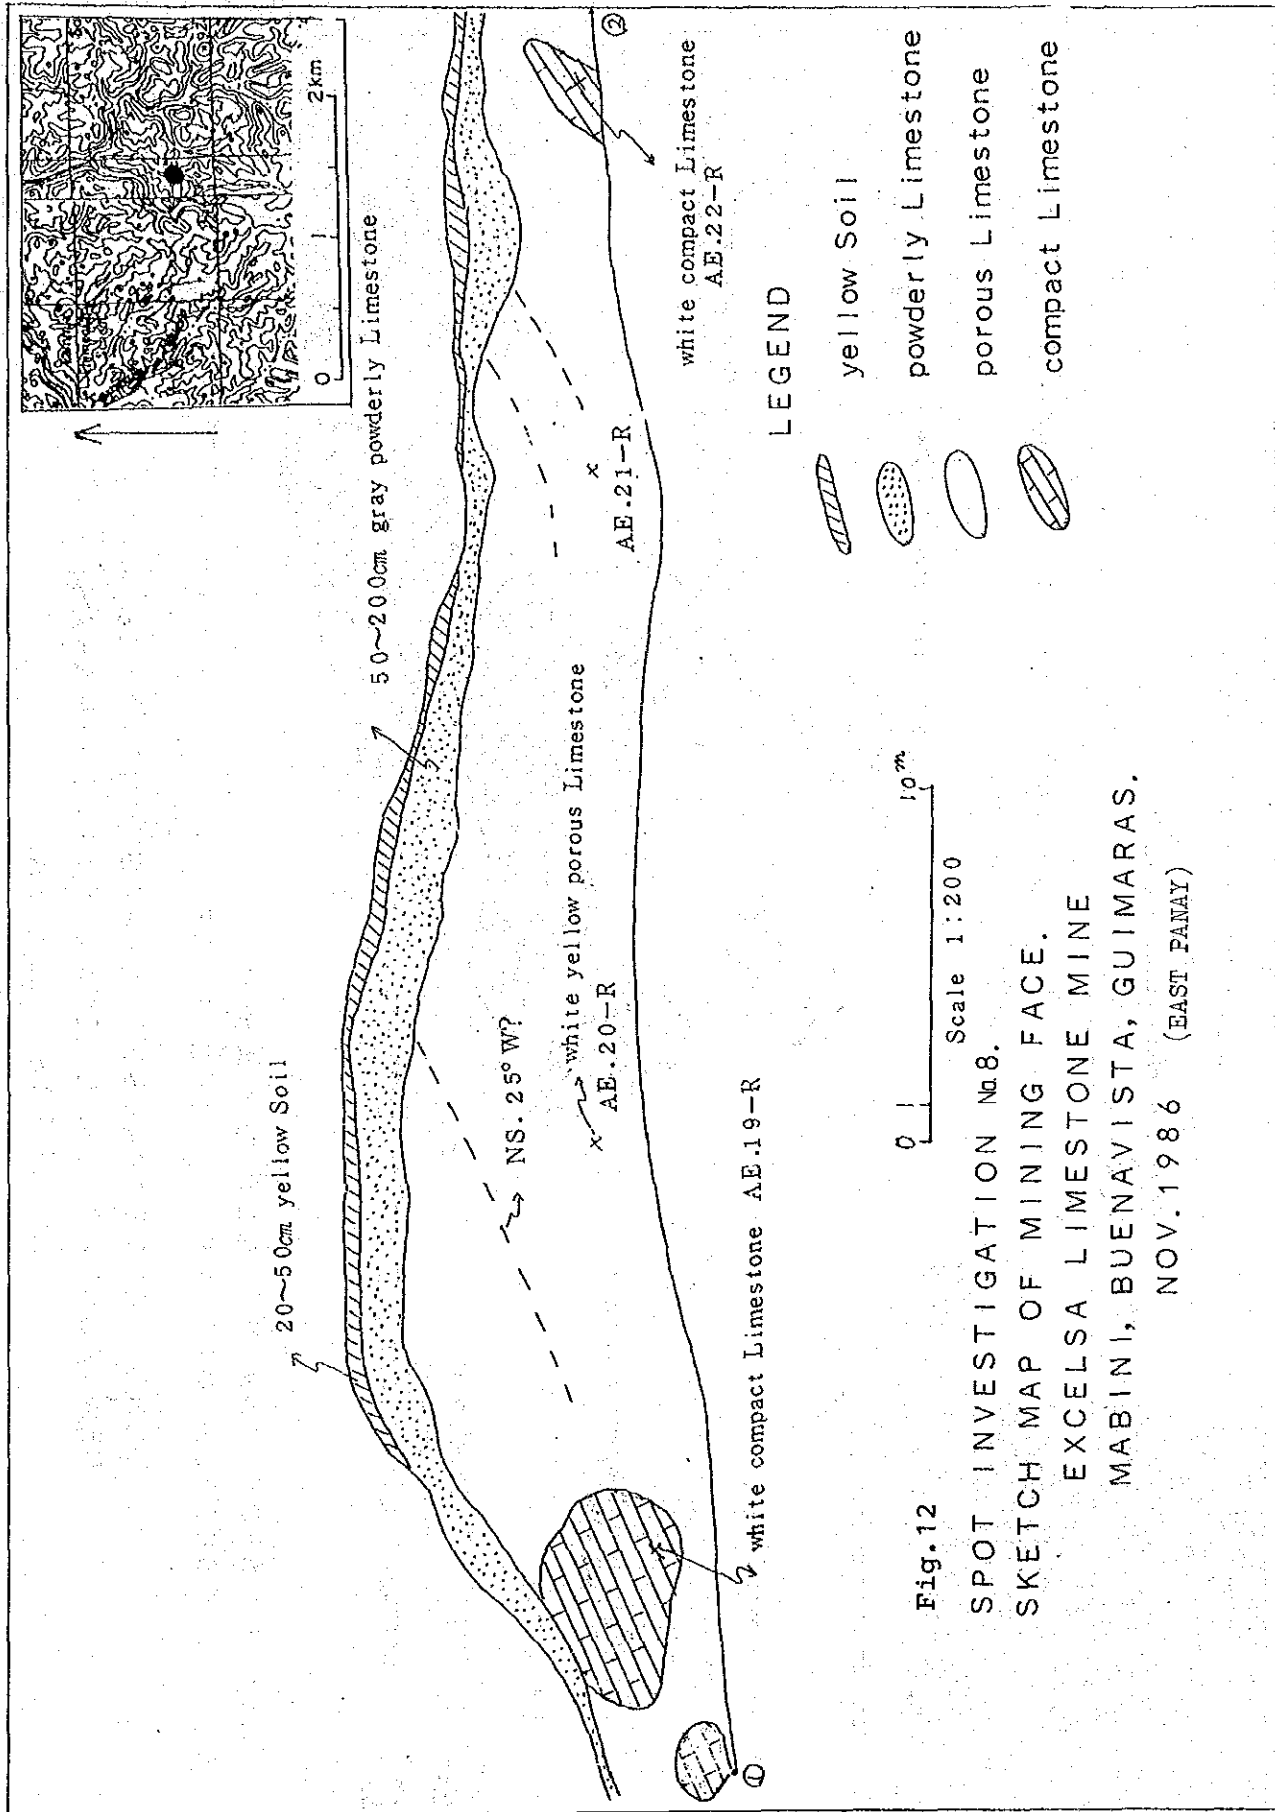 0 1 2km
50~200cm gray powderly Limestone
20~50cm yellow Soil
NS. 25° W?
white yellow porous Limestone
AE.20-R
AE.21-R
x
x
white compact Limestone
AE.22-R
white compact Limestone AE.19-R
①
②
LEGEND
yellow Soil
powderly Limestone
porous Limestone
compact Limestone
0 1 10m
Scale 1:200
Fig.12
SPOT INVESTIGATION No.8.
SKETCH MAP OF MINING FACE.
EXCELSA LIMESTONE MINE
MABINI, BUENAVISTA, GUIMARAS.
NOV. 1986 (EAST PANAY)